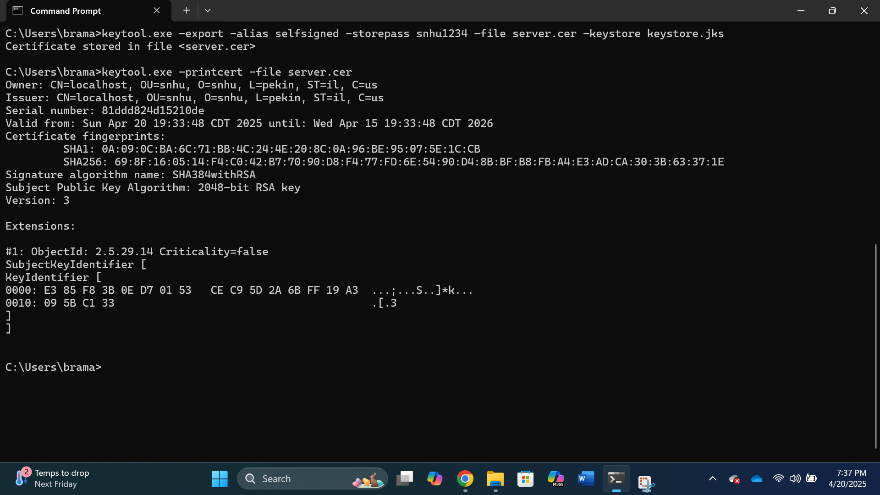 Command Prompt
C:\Users\brama>keytool.exe -export -alias selfsigned -storepass snhu1234 -file server.cer -keystore keystore.jks
Certificate stored in file <server.cer>
C:\Users\brama>keytool.exe -printcert -file server.cer
Owner: CN=localhost, OU=snhu, O=snhu, L=pekin, ST=il, C=us
Issuer: CN=localhost, OU=snhu, O=snhu, L=pekin, ST=il, C=us
Serial number: 81ddd824d15210de
Valid from: Sun Apr 20 19:33:48 CDT 2025 until: Wed Apr 15 19:33:48 CDT 2026
Certificate fingerprints:
SHA1: 0A:09:0C:BA:6C:71:BB:4C:24:4E:20:8C:0A:96:BE:95:07:5E:1C:CB
SHA256: 69:8F:16:05:14:F4:C0:42:B7:70:90:D8:F4:77:FD:6E:54:90:D4:8B:BF:B8:FB:A4:E3:AD:CA:30:3B:63:37:1E
Signature algorithm name: SHA384withRSA
Subject Public Key Algorithm: 2048-bit RSA key
Version: 3
Extensions:
#1: ObjectId: 2.5.29.14 Criticality=false
SubjectKeyIdentifier [
KeyIdentifier [
0000: E3 85 F8 3B 0E D7 01 53   CE C9 5D 2A 6B FF 19 A3  ...;...S..]*k...
0010: 09 5B C1 33                                        .[.3
]
]
C:\Users\brama>
2
Temps to drop
Next Friday
Search
M365
7:37 PM
4/20/2025